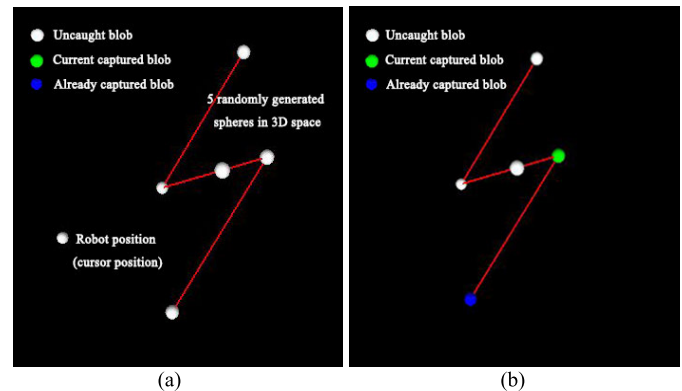 Uncaught blob
Current captured blob
Already captured blob
5 randomly generated
spheres in 3D space
Robot position
(cursor position)
(a)
Uncaught blob
Current captured blob
Already captured blob
(b)